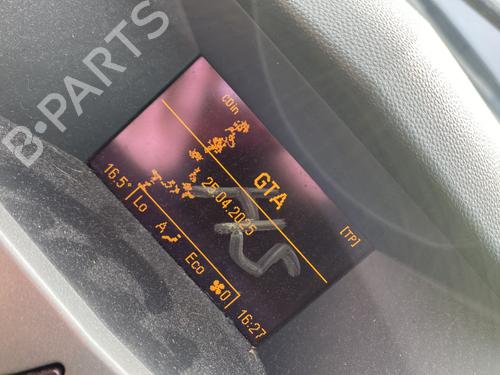 B-PARTS
CD in
[TP]
GTA
25.04.2025
16.5°
Lo A Eco 0
16:27